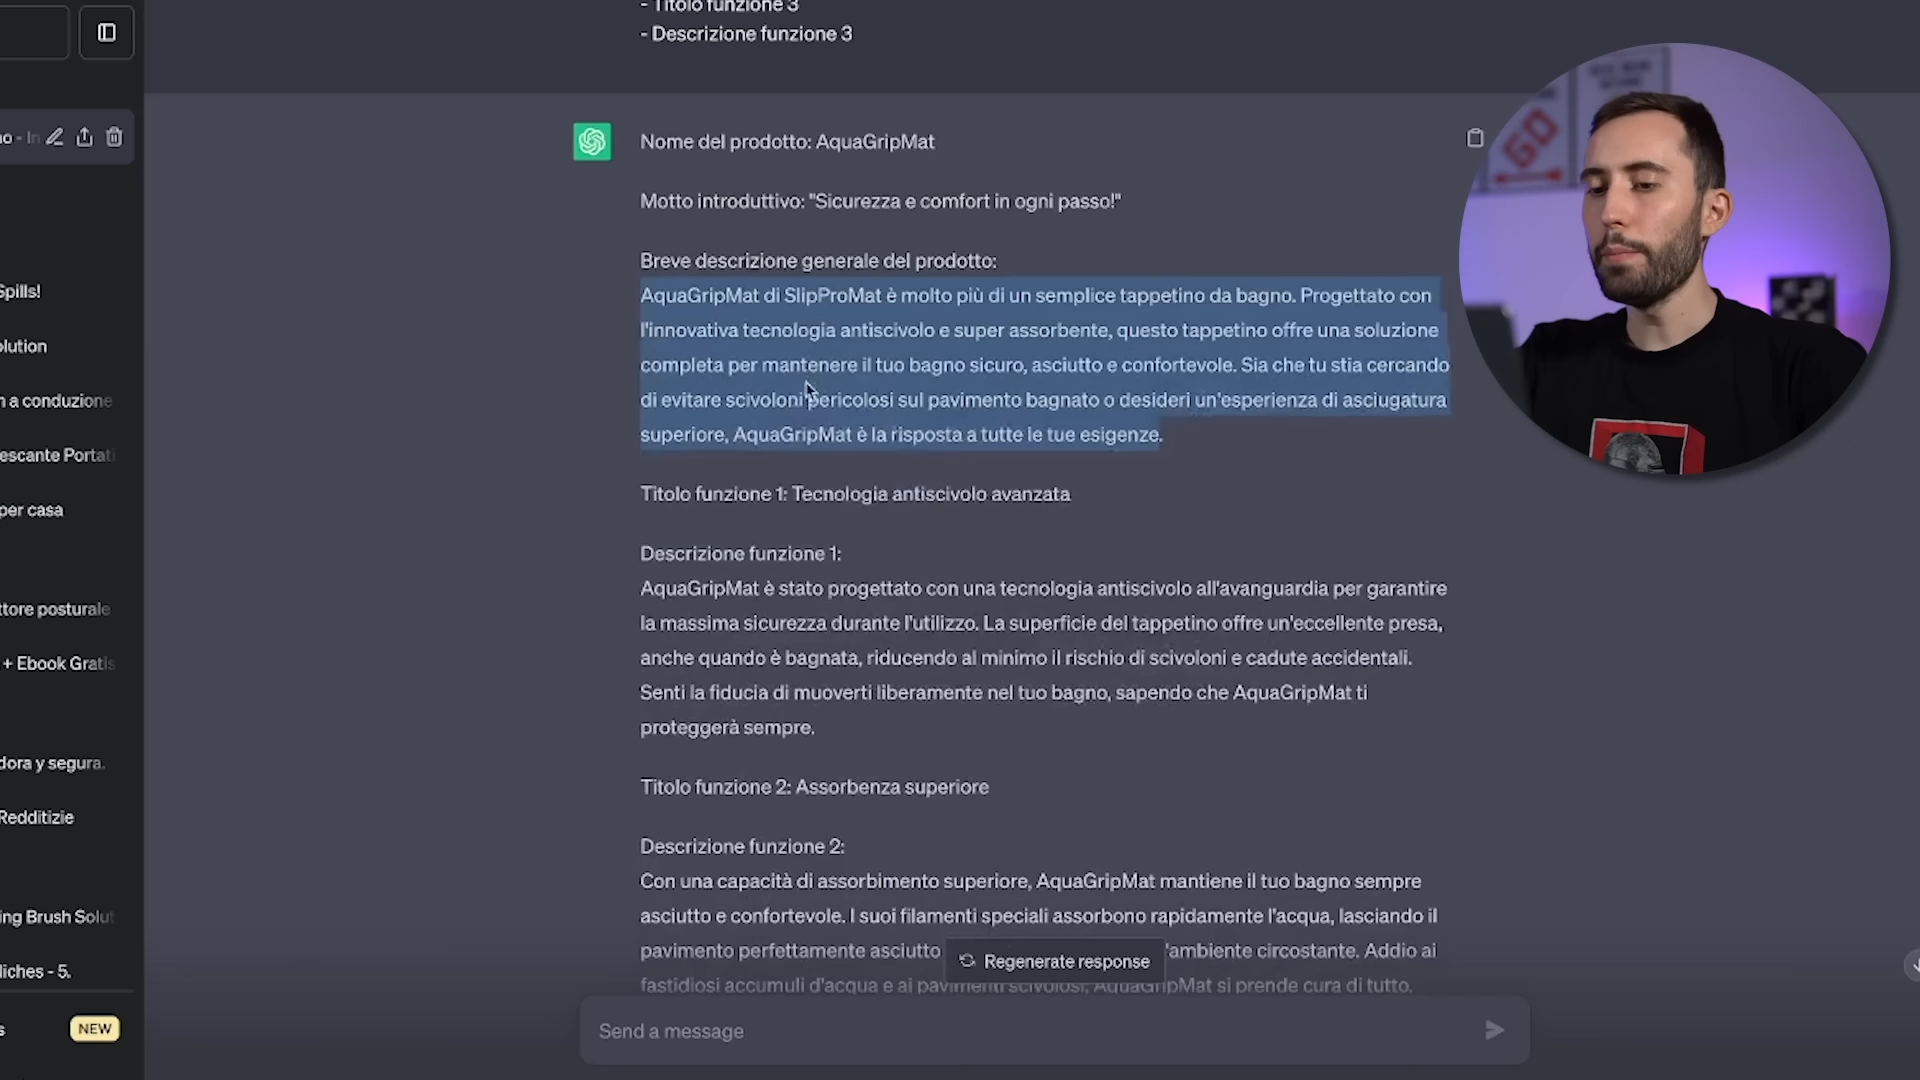 - Titolo funzione 3
- Descrizione funzione 3
Nome del prodotto: AquaGripMat
Motto introduttivo: "Sicurezza e comfort in ogni passo!"
Breve descrizione generale del prodotto:
AquaGripMat di SlipProMat è molto più di un semplice tappetino da bagno. Progettato con
l'innovativa tecnologia antiscivolo e super assorbente, questo tappetino offre una soluzione
completa per mantenere il tuo bagno sicuro, asciutto e confortevole. Sia che tu stia cercando
di evitare scivoloni pericolosi sul pavimento bagnato o desideri un'esperienza di asciugatura
superiore, AquaGripMat è la risposta a tutte le tue esigenze.
Titolo funzione 1: Tecnologia antiscivolo avanzata
Descrizione funzione 1:
AquaGripMat è stato progettato con una tecnologia antiscivolo all'avanguardia per garantire
la massima sicurezza durante l'utilizzo. La superficie del tappetino offre un'eccellente presa,
anche quando è bagnata, riducendo al minimo il rischio di scivoloni e cadute accidentali.
Senti la fiducia di muoverti liberamente nel tuo bagno, sapendo che AquaGripMat ti
proteggerà sempre.
Titolo funzione 2: Assorbenza superiore
Descrizione funzione 2:
Con una capacità di assorbimento superiore, AquaGripMat mantiene il tuo bagno sempre
asciutto e confortevole. I suoi filamenti speciali assorbono rapidamente l'acqua, lasciando il
pavimento perfettamente asciutto
'ambiente circostante. Addio ai
fastidiosi accumuli d'acqua e ai pavimenti scivolosi, AquaGripMat si prende cura di tutto.
Regenerate response
Send a message
no - In
Spills!
olution
n a conduzione
escante Portati
per casa
ttore posturale
+ Ebook Gratis
dora y segura.
Redditizie
ing Brush Solut
liches - 5.
s
NEW
GO